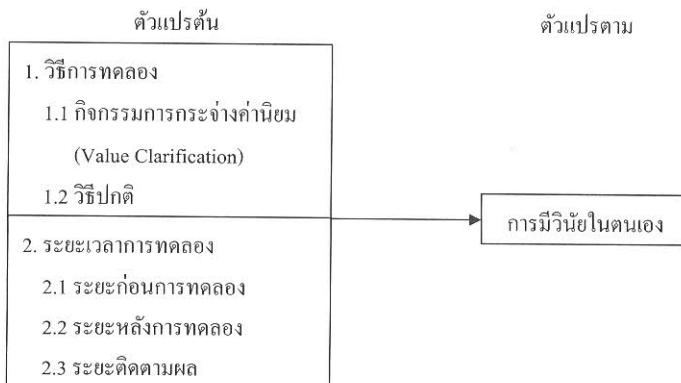 ตัวแปรต้น
ตัวแปรตาม
1. วิธีการทดลอง
1.1 กิจกรรมการกระจ่างค่านิยม
(Value Clarification)
1.2 วิธีปกติ
2. ระยะเวลาการทดลอง
2.1 ระยะก่อนการทดลอง
2.2 ระยะหลังการทดลอง
2.3 ระยะติดตามผล
การมีวินัยในตนเอง